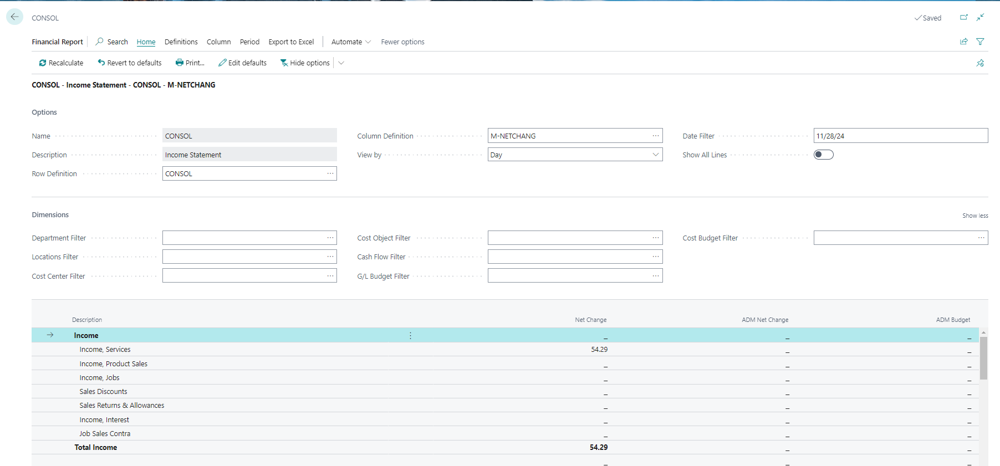 CONSOL
Saved
Financial Report Search Home Definitions Column Period Export to Excel Automate Fewer options
Recalculate Revert to defaults Print... Edit defaults Hide options
CONSOL - Income Statement - CONSOL - M-NETCHANG
Options
Name CONSOL Column Definition M-NETCHANG Date Filter 11/28/24
Description Income Statement View by Day Show All Lines
Row Definition CONSOL
Dimensions Show less
Department Filter Cost Object Filter Cost Budget Filter
Locations Filter Cash Flow Filter
Cost Center Filter G/L Budget Filter
Description Net Change ADM Net Change ADM Budget
Income _ _ _
Income, Services 54.29 _ _
Income, Product Sales _ _ _
Income, Jobs _ _ _
Sales Discounts _ _ _
Sales Returns & Allowances _ _ _
Income, Interest _ _ _
Job Sales Contra _ _ _
Total Income 54.29 _ _
_ _ _